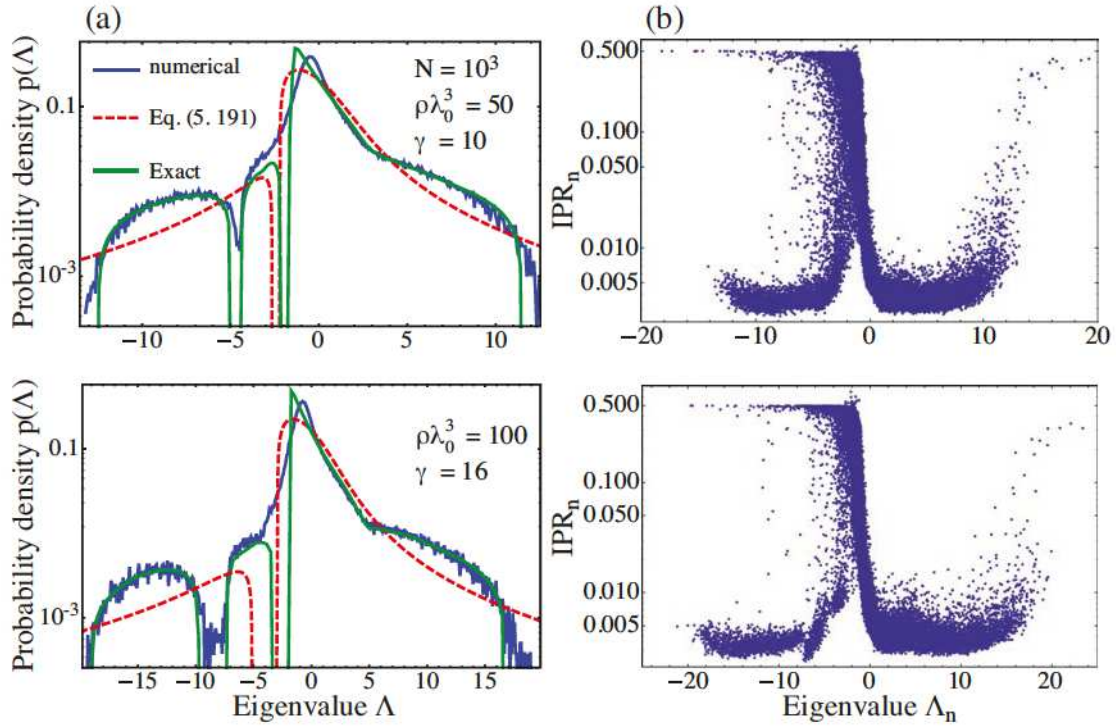 (a)
(b)
Probability density p(Λ)
numerical
Eq. (5. 191)
Exact
N = 10³
ρλ₀³ = 50
γ = 10
0.1
10⁻³
−10 −5 0 5 10
IPRₙ
0.500
0.100
0.050
0.010
0.005
−20 −10 0 10 20
Probability density p(Λ)
ρλ₀³ = 100
γ = 16
0.1
10⁻³
−15 −10 −5 0 5 10 15
Eigenvalue Λ
IPRₙ
0.500
0.100
0.050
0.010
0.005
−20 −10 0 10 20
Eigenvalue Λₙ